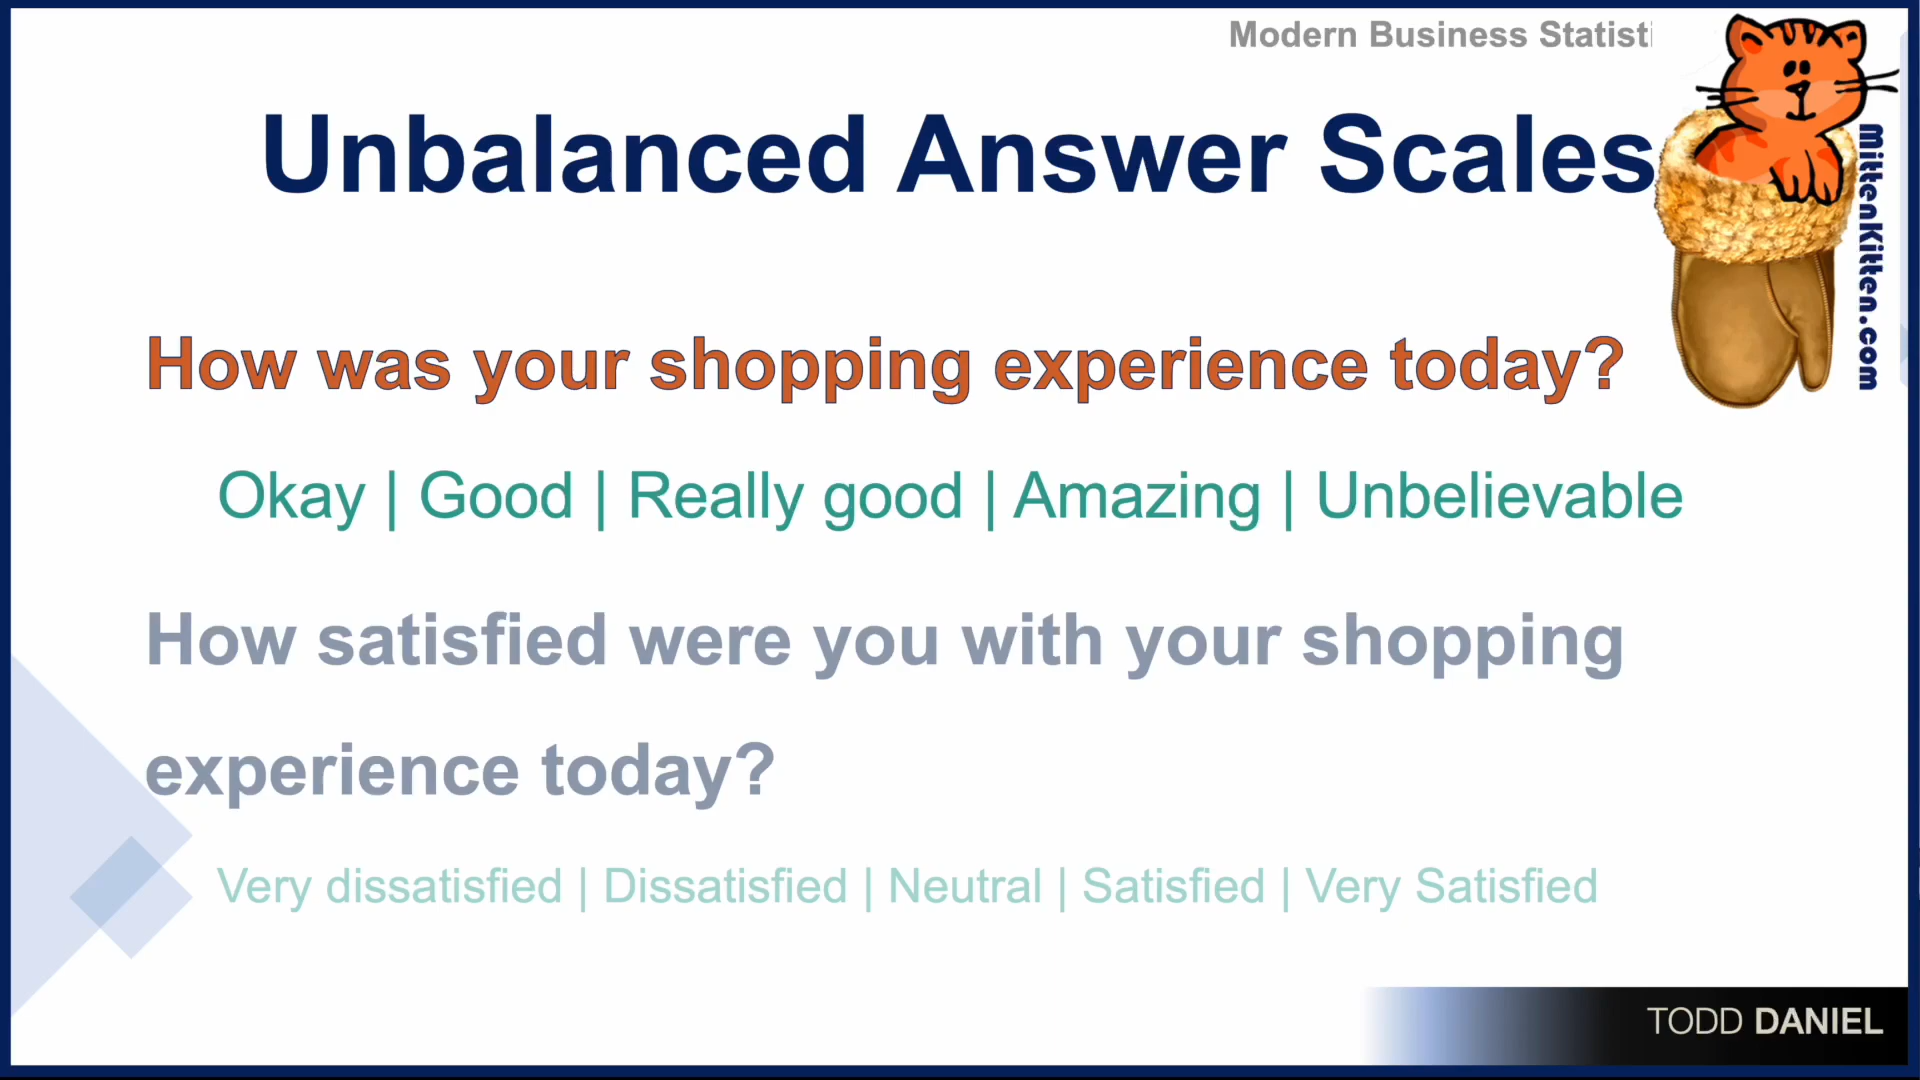 Modern Business Statisti
Unbalanced Answer Scales
MittenKitten.com
How was your shopping experience today?
Okay | Good | Really good | Amazing | Unbelievable
How satisfied were you with your shopping
experience today?
Very dissatisfied | Dissatisfied | Neutral | Satisfied | Very Satisfied
TODD DANIEL